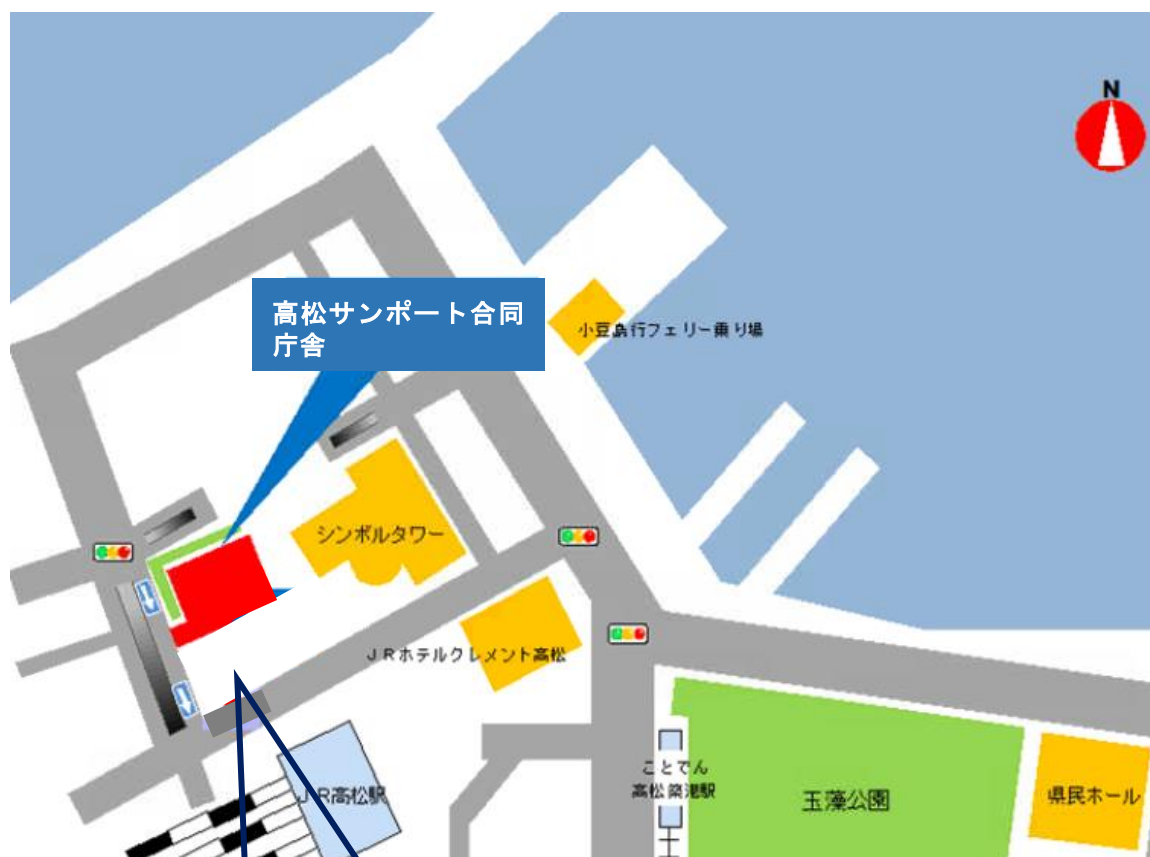 N
高松サンポート合同
庁舎
小豆島行フェリー乗り場
シンボルタワー
JRホテルクレメント高松
JR高松駅
ことでん
高松築港駅
玉藻公園
県民ホール